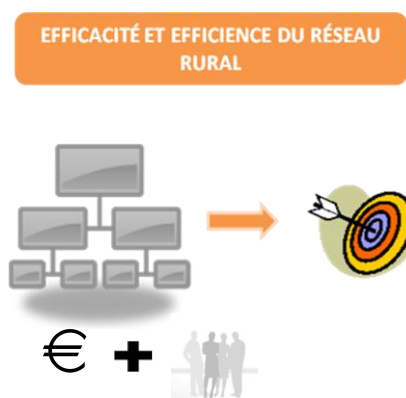 EFFICACITÉ ET EFFICIENCE DU RÉSEAU
RURAL
€ +